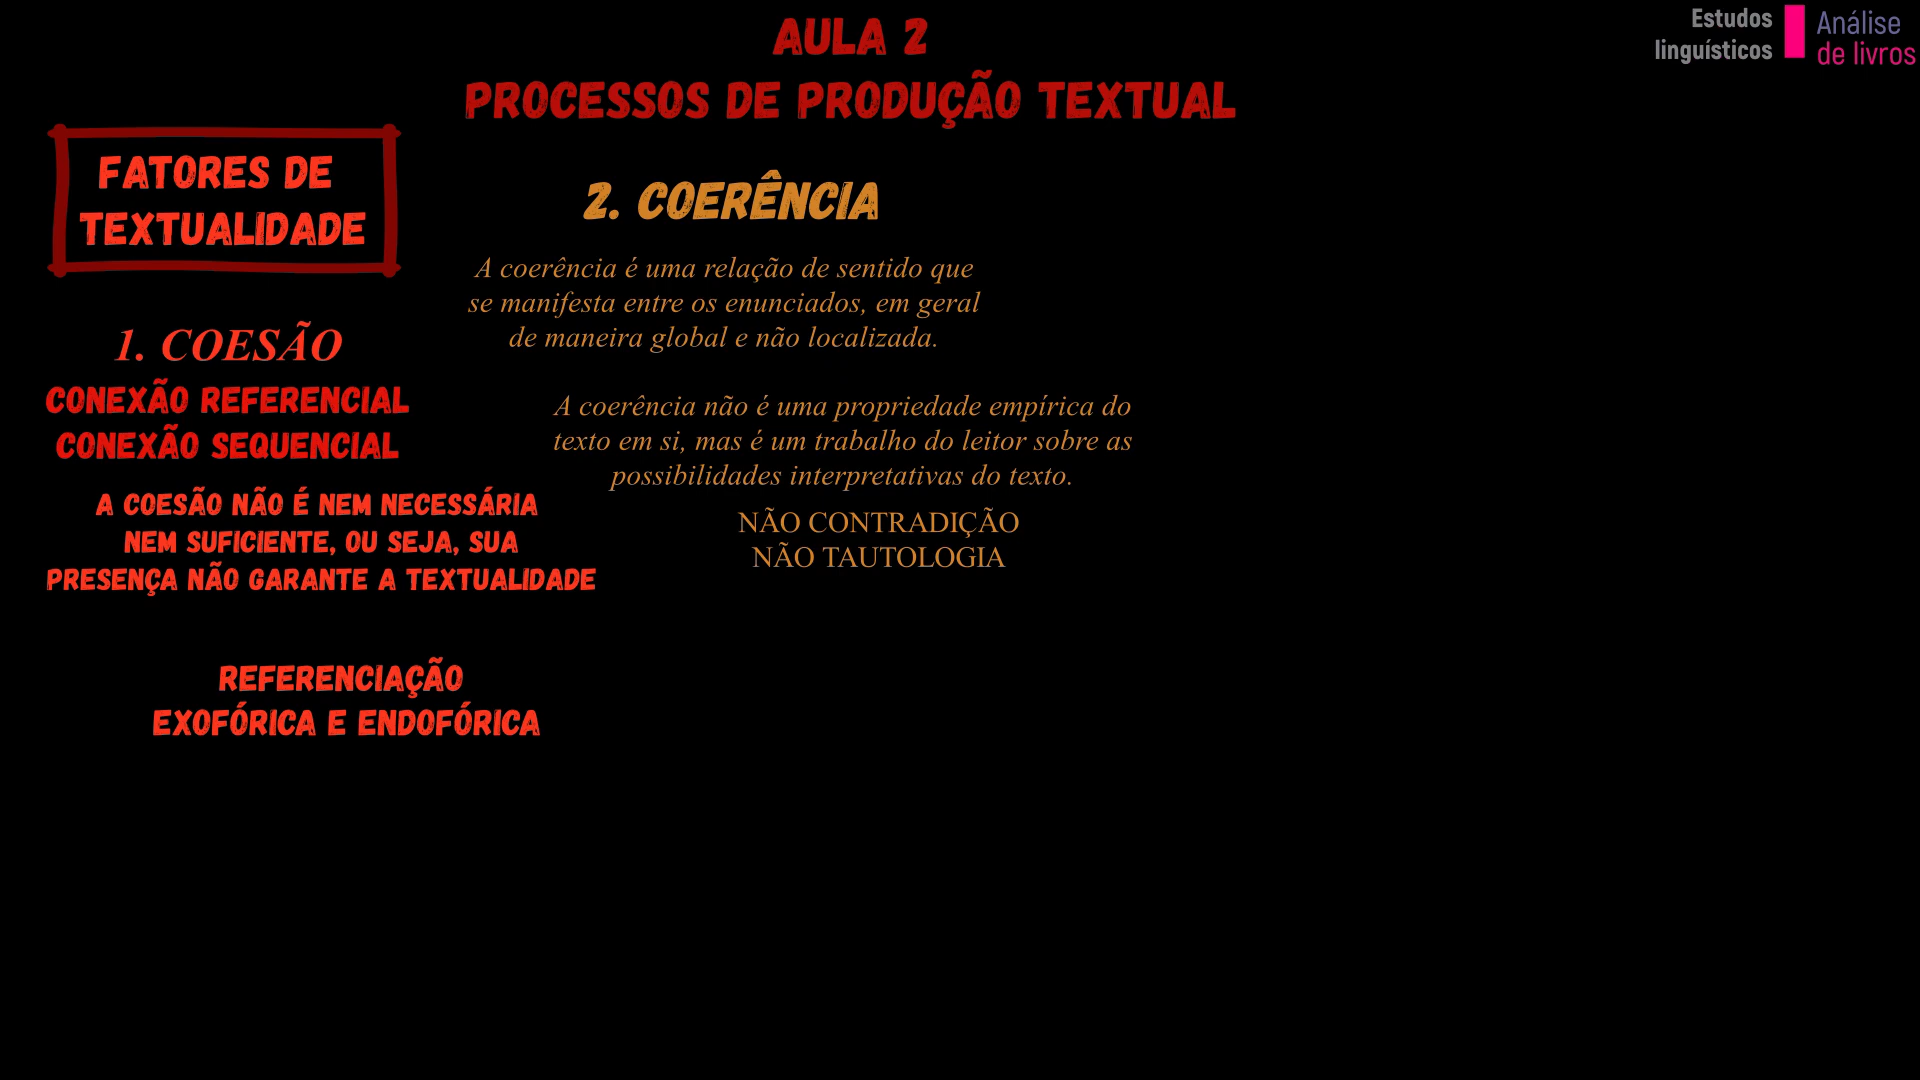 AULA 2
PROCESSOS DE PRODUÇÃO TEXTUAL
Estudos
linguísticos
Análise
de livros
FATORES DE
TEXTUALIDADE
1. COESÃO
CONEXÃO REFERENCIAL
CONEXÃO SEQUENCIAL
A COESÃO NÃO É NEM NECESSÁRIA
NEM SUFICIENTE, OU SEJA, SUA
PRESENÇA NÃO GARANTE A TEXTUALIDADE
REFERENCIAÇÃO
EXOFÓRICA E ENDOFÓRICA
2. COERÊNCIA
A coerência é uma relação de sentido que
se manifesta entre os enunciados, em geral
de maneira global e não localizada.
A coerência não é uma propriedade empírica do
texto em si, mas é um trabalho do leitor sobre as
possibilidades interpretativas do texto.
NÃO CONTRADIÇÃO
NÃO TAUTOLOGIA